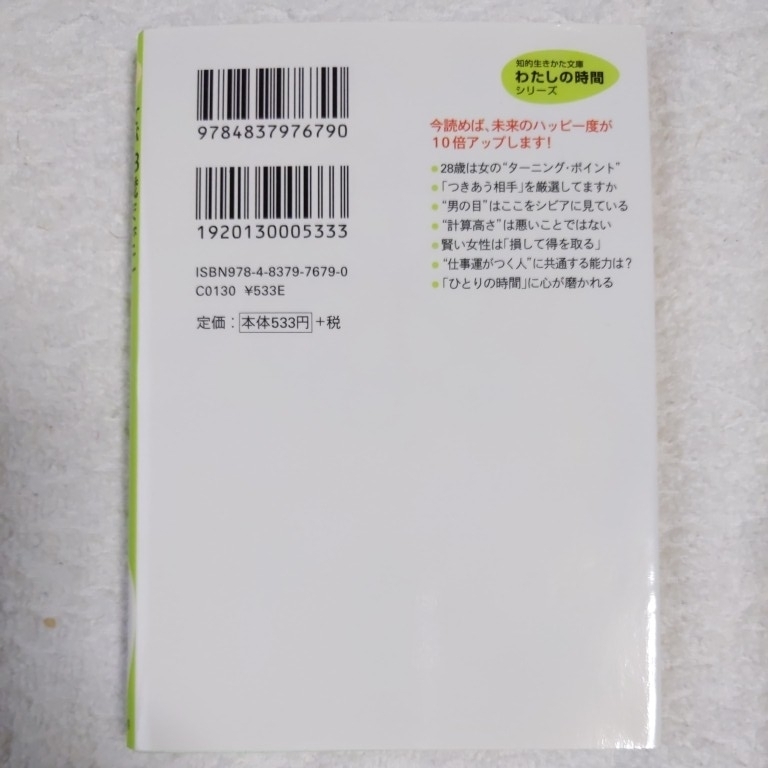 9784837976790
1920130005333
ISBN978-4-8379-7679-0
C0130 ¥533E
定価：本体533円+税
知的生きかた文庫
わたしの時間
シリーズ
今読めば、未来のハッピー度が
10倍アップします！
●28歳は女の“ターニング・ポイント”
●「つきあう相手」を厳選してますか
●“男の目”はここをシビアに見ている
●“計算高さ”は悪いことではない
●賢い女性は「損して得を取る」
●“仕事運がつく人”に共通する能力は？
●「ひとりの時間」に心が磨かれる